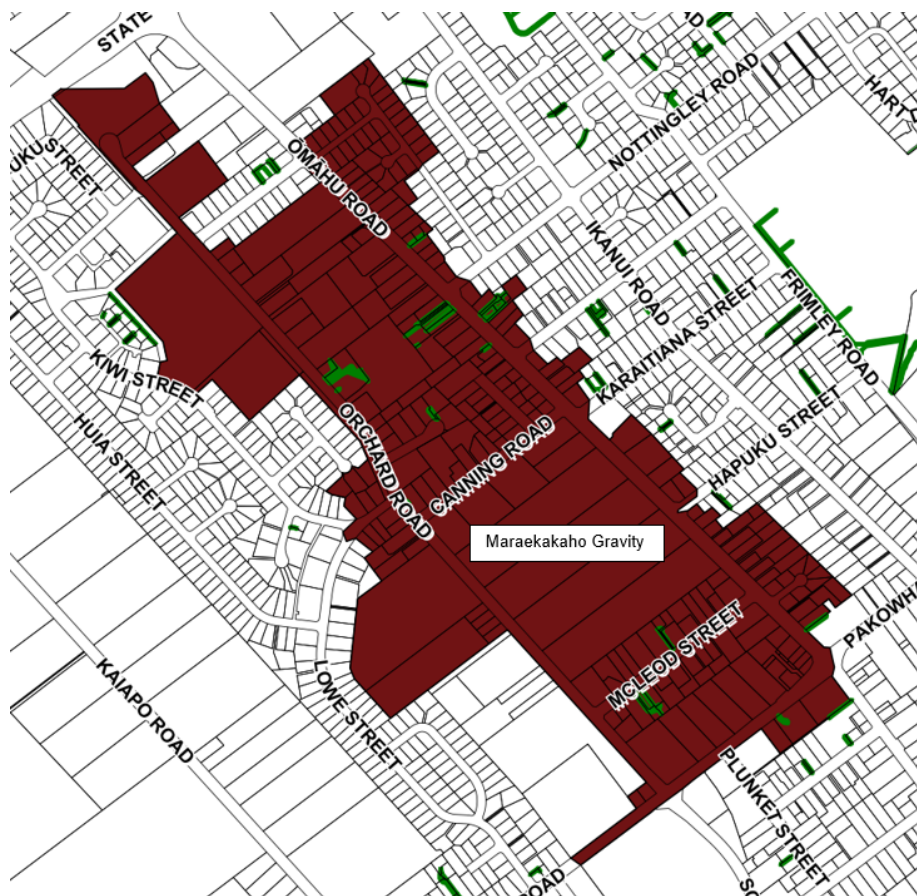 STATE
NOTTINGLEY ROAD
HART
UKU STREET
OMAHU ROAD
IKANUI ROAD
FRIMLEY ROAD
KARAITIANA STREET
KIWI STREET
HUIA STREET
ORCHARD ROAD
CANNING ROAD
HAPUKU STREET
Maraekakaho Gravity
MCLEOD STREET
PAKOWH
KAIAPO ROAD
LOWE STREET
PLUNKET STREET
ROAD